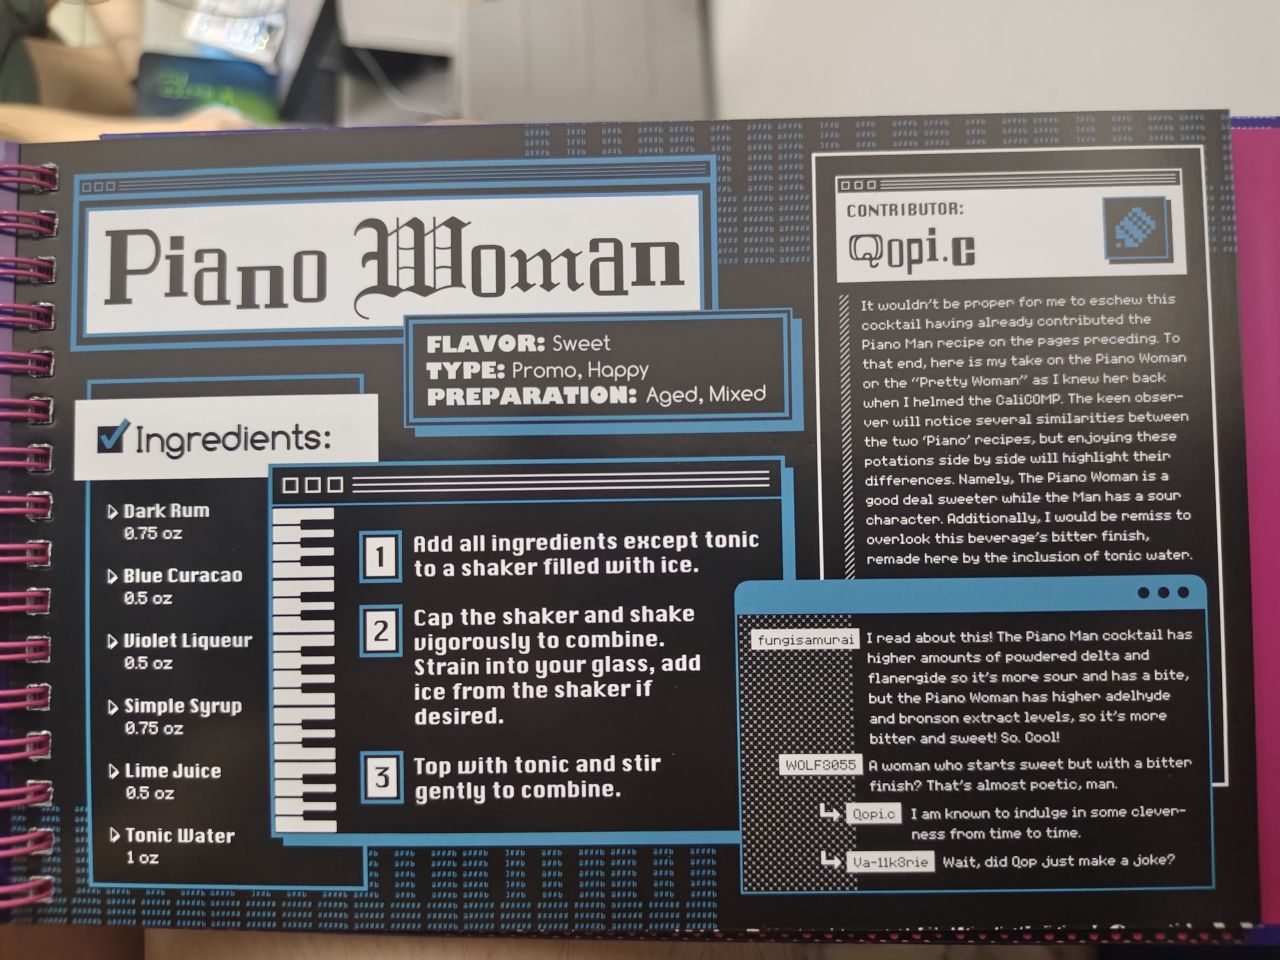 Piano Woman
FLAVOR: Sweet
TYPE: Promo, Happy
PREPARATION: Aged, Mixed
Ingredients:
Dark Rum
0.75 oz
Blue Curacao
0.5 oz
Violet Liqueur
0.5 oz
Simple Syrup
0.75 oz
Lime Juice
0.5 oz
Tonic Water
1 oz
1
Add all ingredients except tonic
to a shaker filled with ice.
2
Cap the shaker and shake
vigorously to combine.
Strain into your glass, add
ice from the shaker if
desired.
3
Top with tonic and stir
gently to combine.
CONTRIBUTOR:
Qopi.c
It wouldn't be proper for me to eschew this
cocktail having already contributed the
Piano Man recipe on the pages preceding. To
that end, here is my take on the Piano Woman
or the "Pretty Woman" as I knew her back
when I helmed the CaliCOMP. The keen obser-
ver will notice several similarities between
the two 'Piano' recipes, but enjoying these
potations side by side will highlight their
differences. Namely, The Piano Woman is a
good deal sweeter while the Man has a sour
character. Additionally, I would be remiss to
overlook this beverage's bitter finish,
remade here by the inclusion of tonic water.
fungisamurai
I read about this! The Piano Man cocktail has
higher amounts of powdered delta and
flanergide so it's more sour and has a bite,
but the Piano Woman has higher adelhyde
and bronson extract levels, so it's more
bitter and sweet! So. Cool!
WOLF3055
A woman who starts sweet but with a bitter
finish? That's almost poetic, man.
Qopi.c
I am known to indulge in some clever-
ness from time to time.
Va-11k3rie
Wait, did Qop just make a joke?